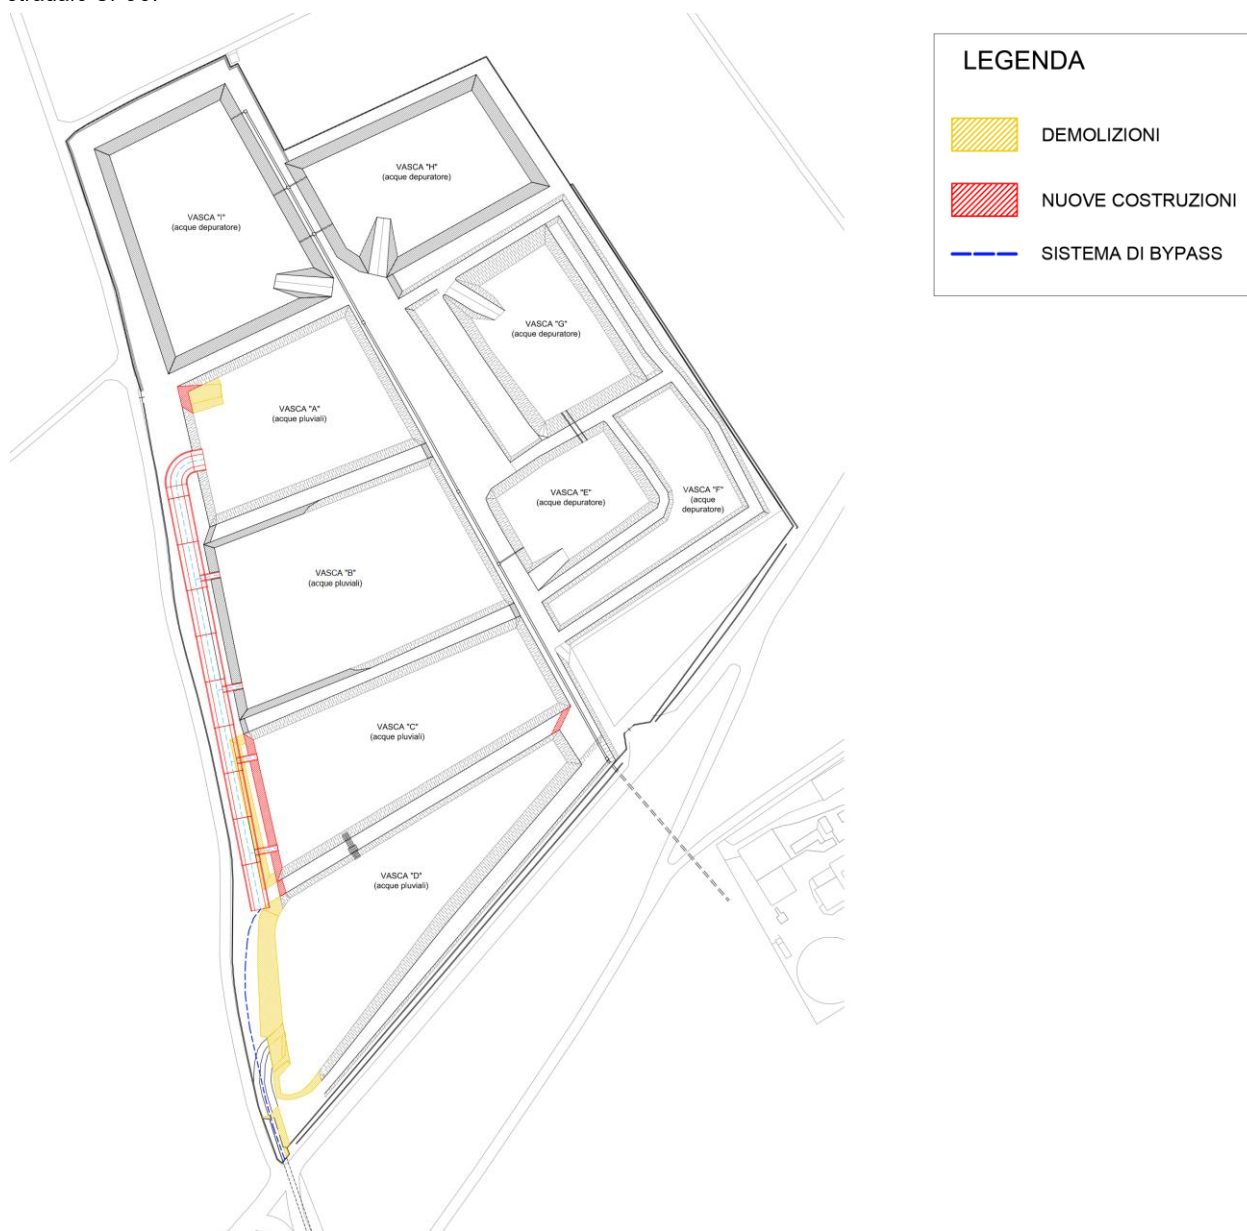 LEGENDA
DEMOLIZIONI
NUOVE COSTRUZIONI
SISTEMA DI BYPASS
VASCA "H"
(acque depuratore)
VASCA "I"
(acque depuratore)
VASCA "G"
(acque depuratore)
VASCA "A"
(acque pluviali)
VASCA "E"
(acque depuratore)
VASCA "F"
(acque
depuratore)
VASCA "B"
(acque pluviali)
VASCA "C"
(acque pluviali)
VASCA "D"
(acque pluviali)